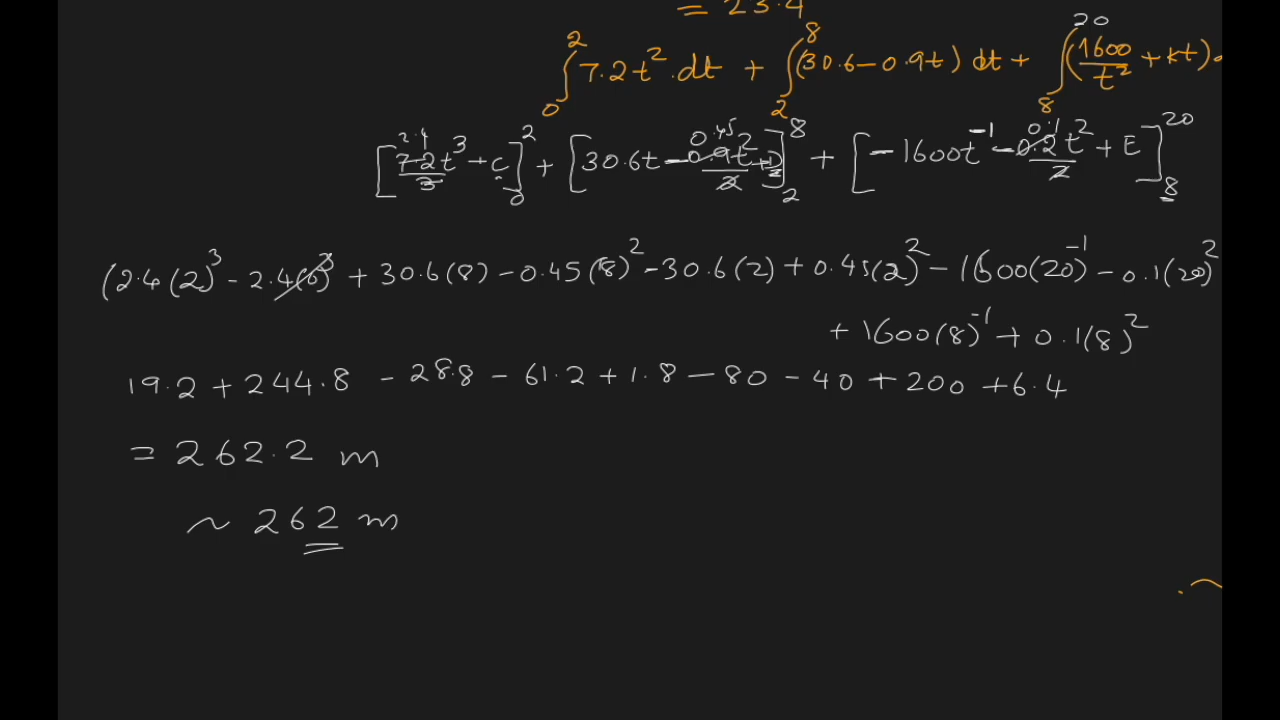 = 23.4
∫₀² 7.2t².dt + ∫₂⁸ (30.6-0.9t) dt + ∫₈²⁰ (1600/t² + kt)
[7.2t³/3 + c]₀² + [30.6t - 0.45 0.9t²/2 + D]₂⁸ + [-1600t⁻¹ - 0.1 0.2t²/2 + E]₈²⁰
(2.4(2)³ - 2.4(0)³ + 30.6(8) - 0.45(8)² - 30.6(2) + 0.45(2)² - 1600(20)⁻¹ - 0.1(20)²
+ 1600(8)⁻¹ + 0.1(8)²
19.2 + 244.8 - 28.8 - 61.2 + 1.8 - 80 - 40 + 200 + 6.4
= 262.2 m
~ 262 m